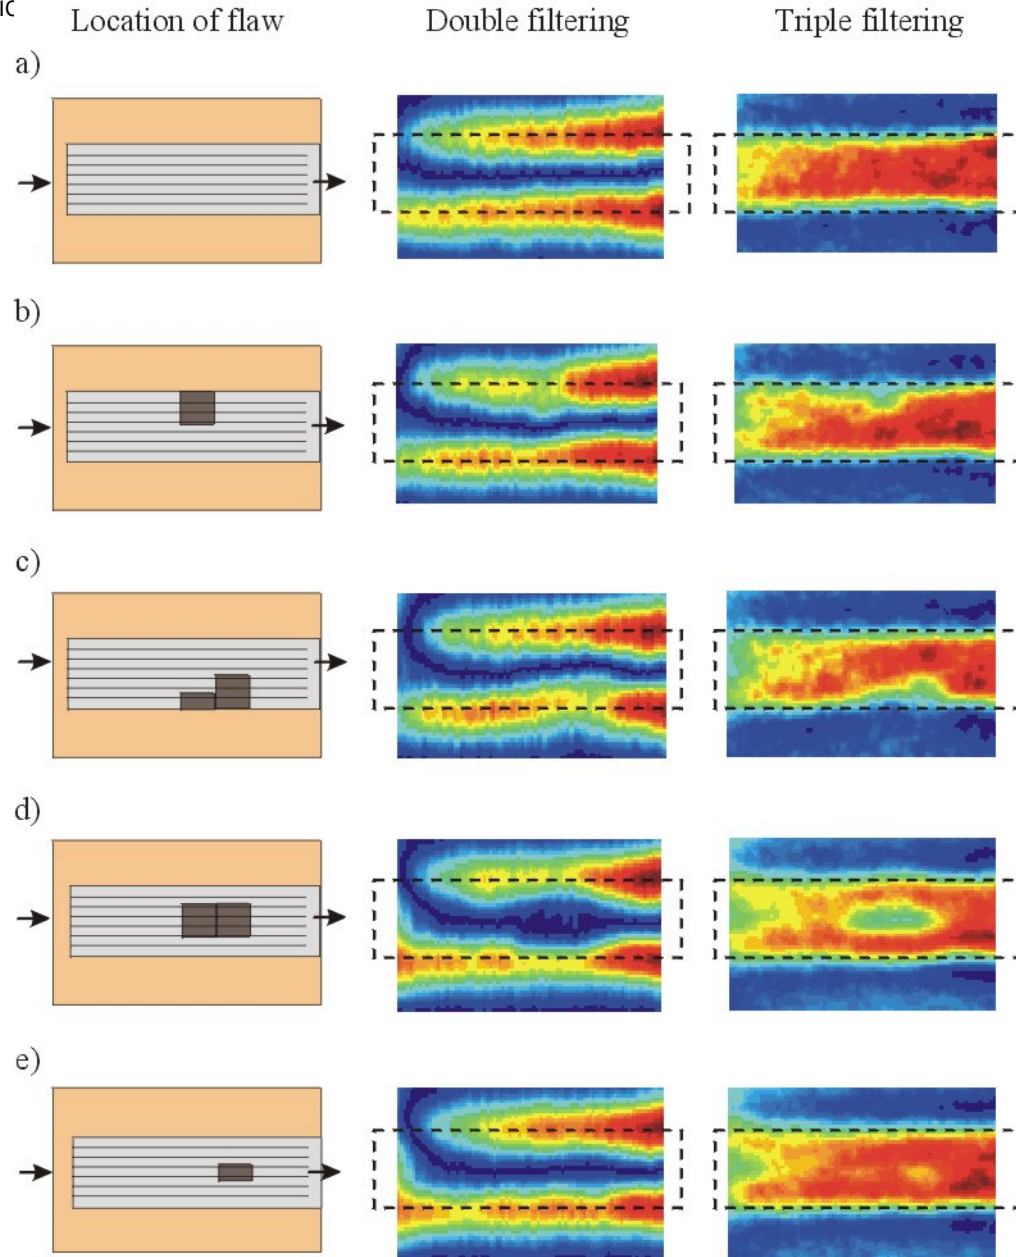 Location of flaw Double filtering Triple filtering
a)
b)
c)
d)
e)